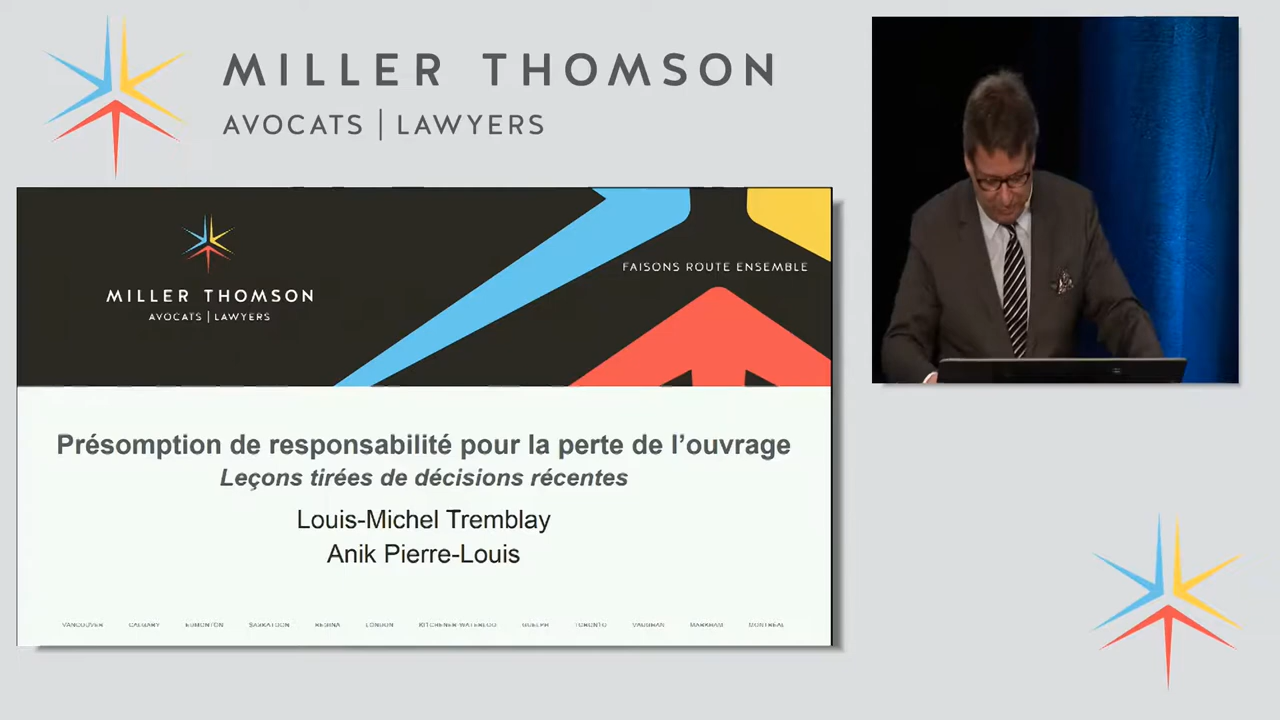 MILLER THOMSON
AVOCATS | LAWYERS
FAISONS ROUTE ENSEMBLE
MILLER THOMSON
AVOCATS | LAWYERS
Présomption de responsabilité pour la perte de l'ouvrage
Leçons tirées de décisions récentes
Louis-Michel Tremblay
Anik Pierre-Louis
VANCOUVER CALGARY EDMONTON SASKATOON REGINA LONDON KITCHENER-WATERLOO GUELPH TORONTO VAUGHAN MARKHAM MONTRÉAL